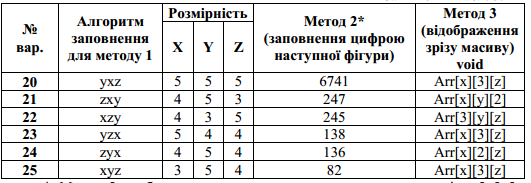 № вар. Алгоритм заповнення для методу 1 Розмірність Метод 2* (заповнення цифрою наступної фігури) Метод 3 (відображення зрізу масиву) void
X Y Z
20 yxz 5 5 5 6741 Arr[x][3][z]
21 zxy 4 5 3 247 Arr[x][y][2]
22 xzy 4 3 5 245 Arr[3][y][z]
23 yzx 5 4 4 138 Arr[x][3][z]
24 zyx 4 5 4 136 Arr[x][2][z]
25 xyz 3 5 4 82 Arr[x][3][z]